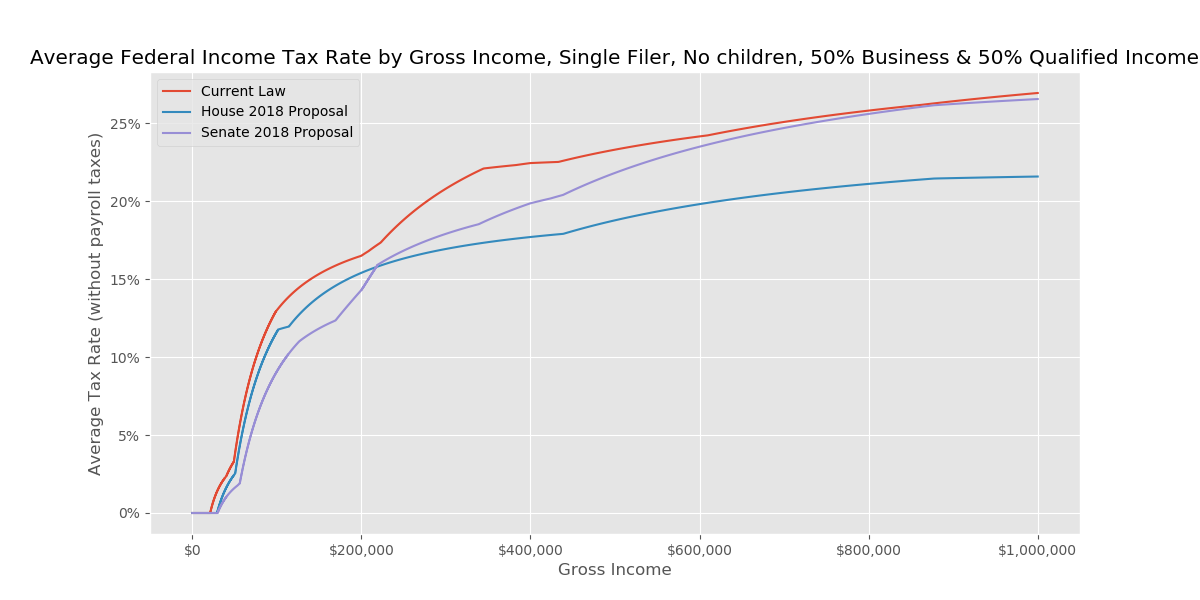 Average Federal Income Tax Rate by Gross Income, Single Filer, No children, 50% Business & 50% Qualified Income
Current Law
House 2018 Proposal
Senate 2018 Proposal
25%
20%
15%
10%
5%
0%
Average Tax Rate (without payroll taxes)
$0
$200,000
$400,000
$600,000
$800,000
$1,000,000
Gross Income